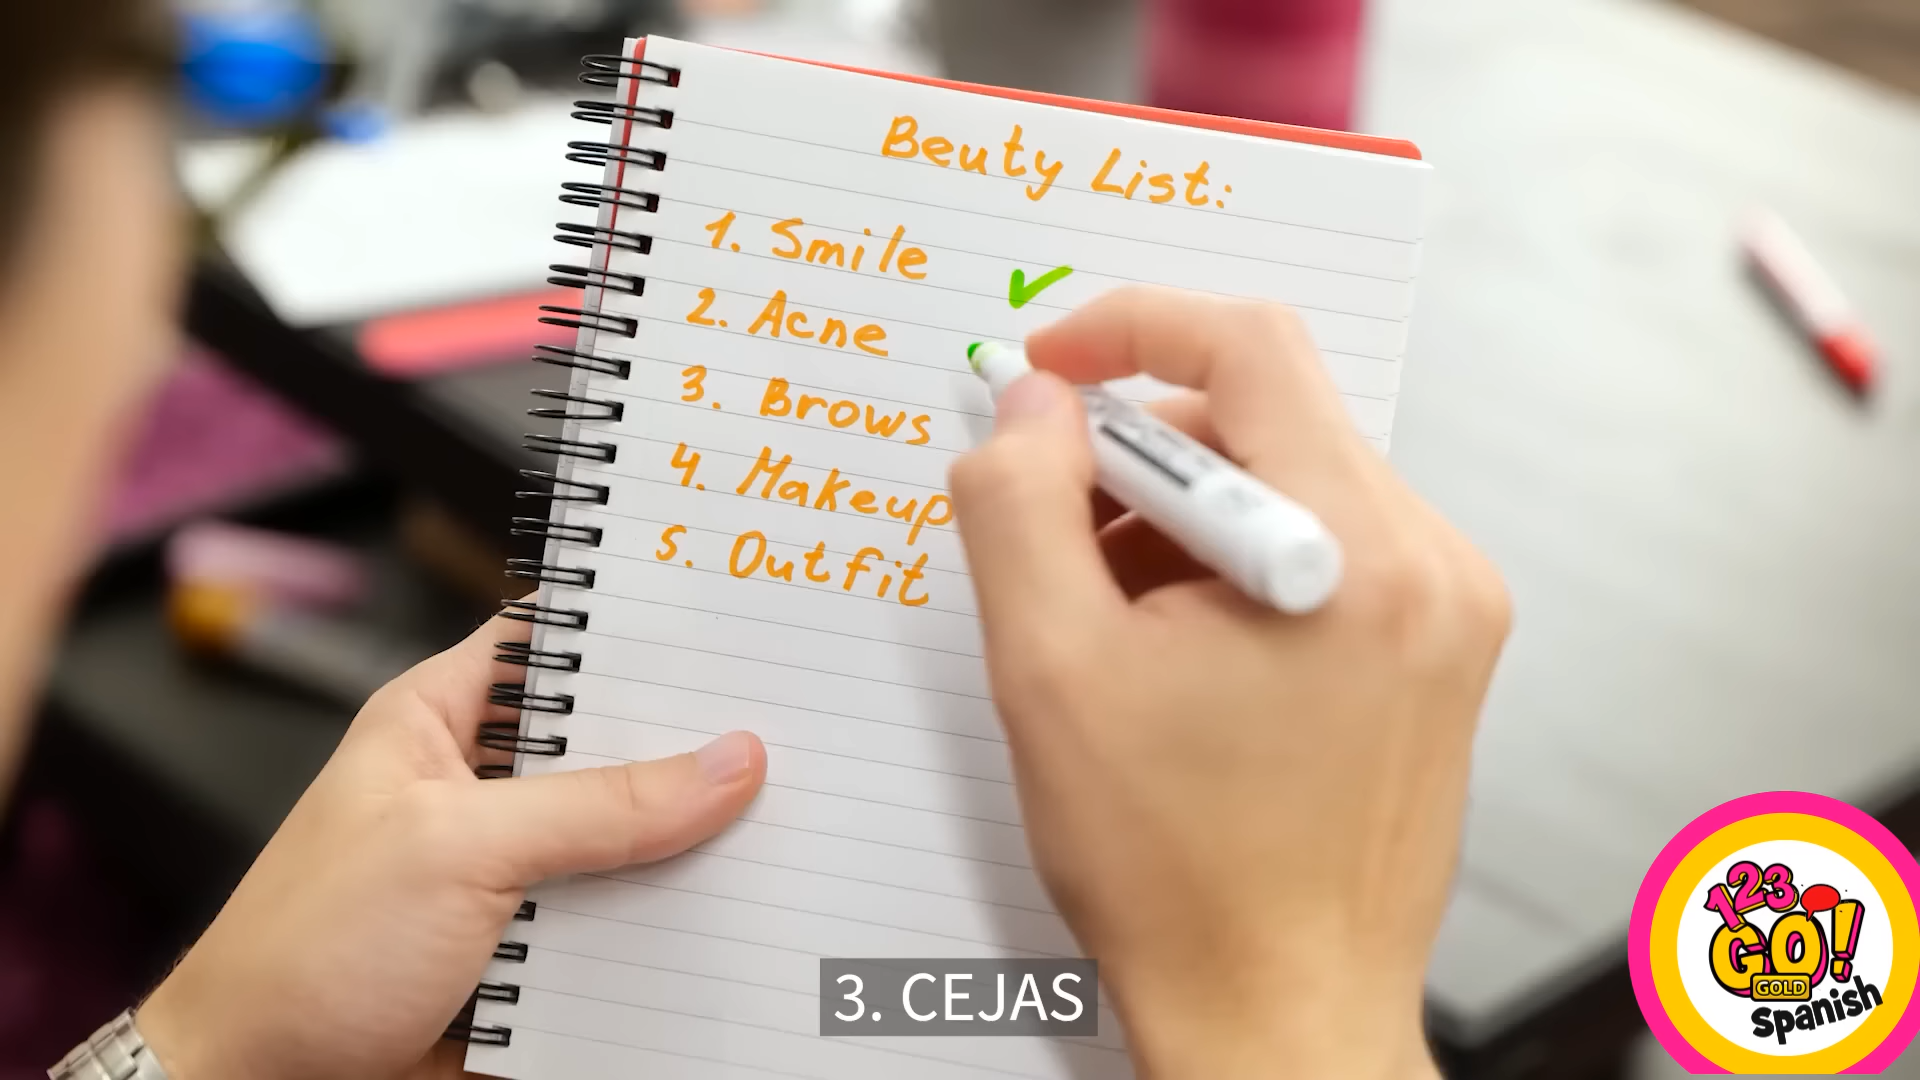 Beuty List:
1. Smile ✓
2. Acne
3. Brows
4. Makeup
5. Outfit
3. CEJAS
123
GO!
GOLD
Spanish